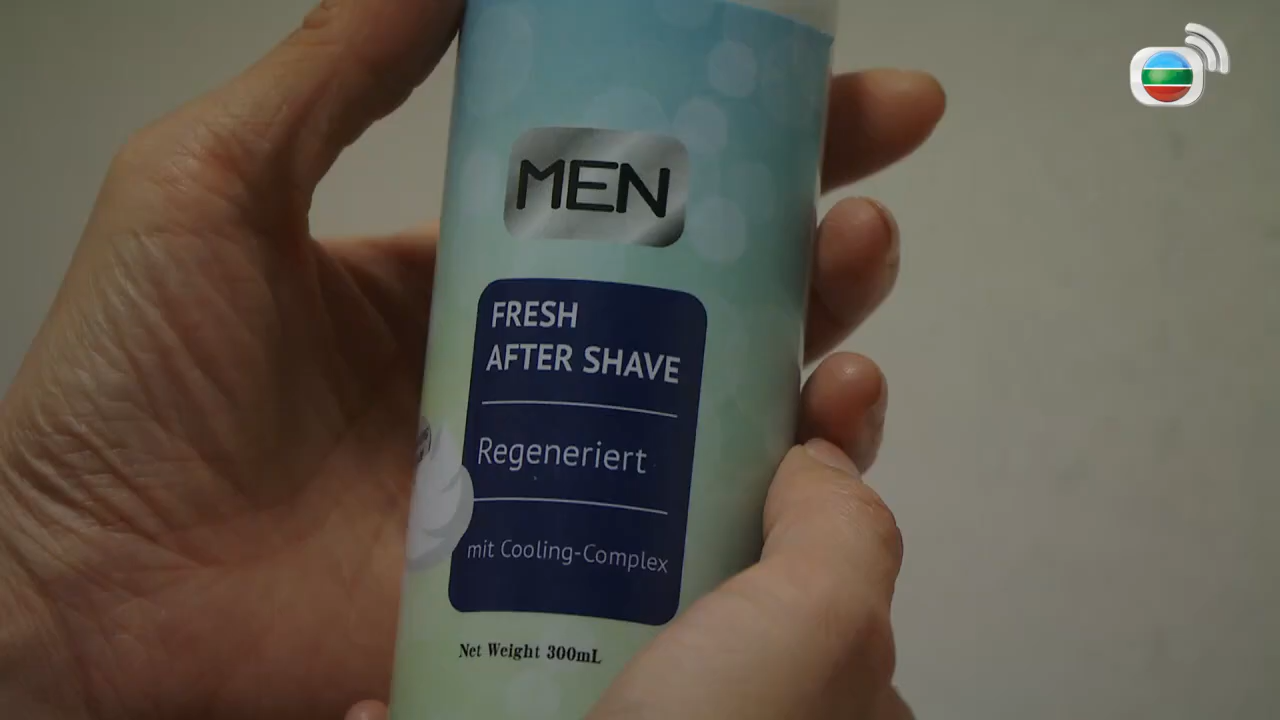 MEN
FRESH
AFTER SHAVE
Regeneriert
mit Cooling-Complex
Net Weight 300mL